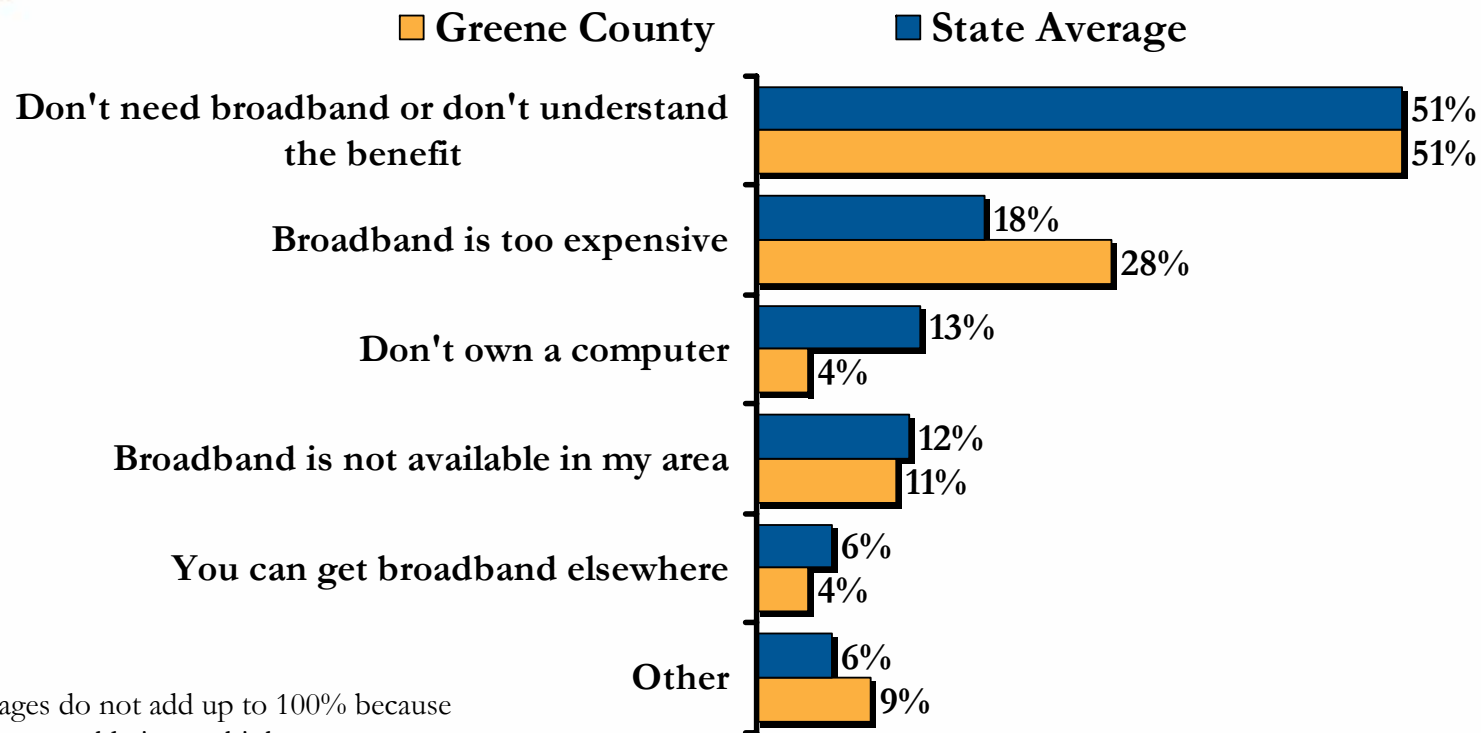 Greene County
State Average
Don't need broadband or don't understand
the benefit
51%
51%
Broadband is too expensive
18%
28%
Don't own a computer
13%
4%
Broadband is not available in my area
12%
11%
You can get broadband elsewhere
6%
4%
Other
6%
9%
ages do not add up to 100% because